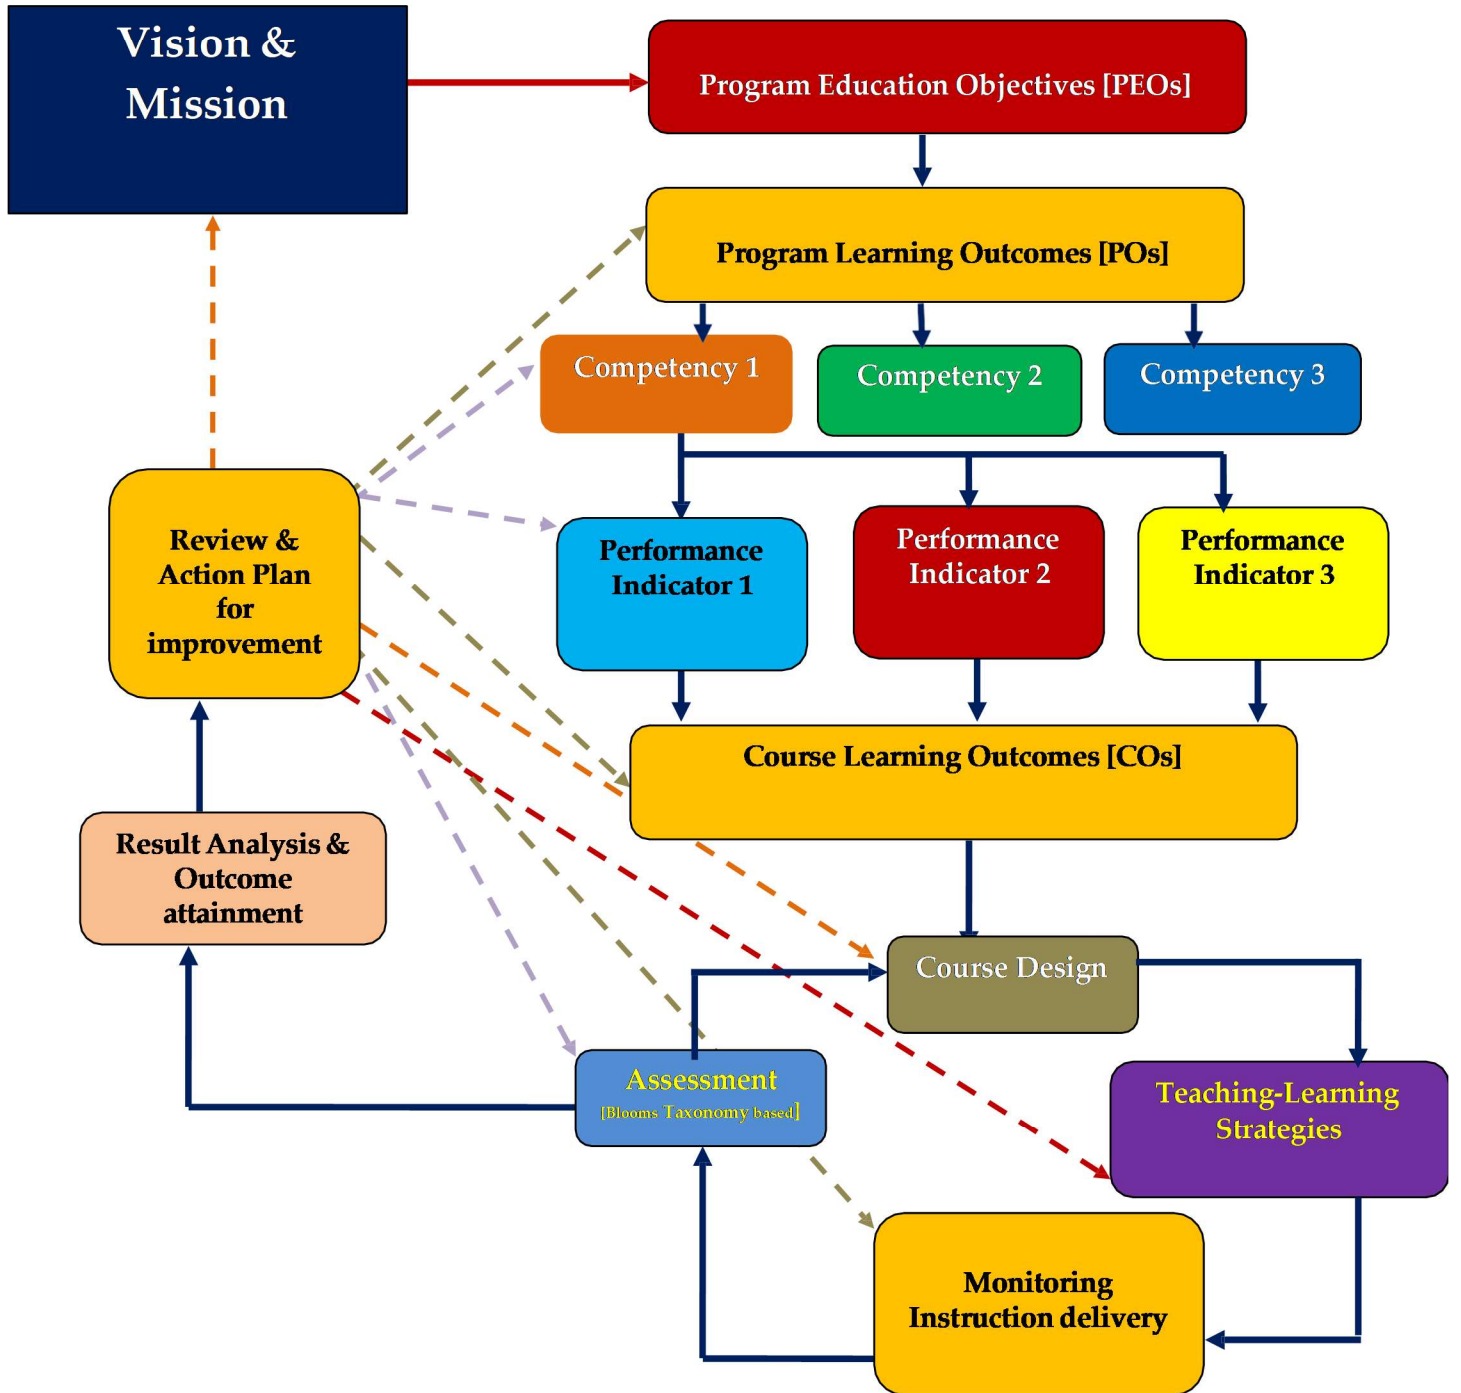 Vision &
Mission
Program Education Objectives [PEOs]
Program Learning Outcomes [POs]
Competency 1
Competency 2
Competency 3
Review &
Action Plan
for
improvement
Performance
Indicator 1
Performance
Indicator 2
Performance
Indicator 3
Course Learning Outcomes [COs]
Result Analysis &
Outcome
attainment
Course Design
Assessment
[Blooms Taxonomy based]
Teaching-Learning
Strategies
Monitoring
Instruction delivery